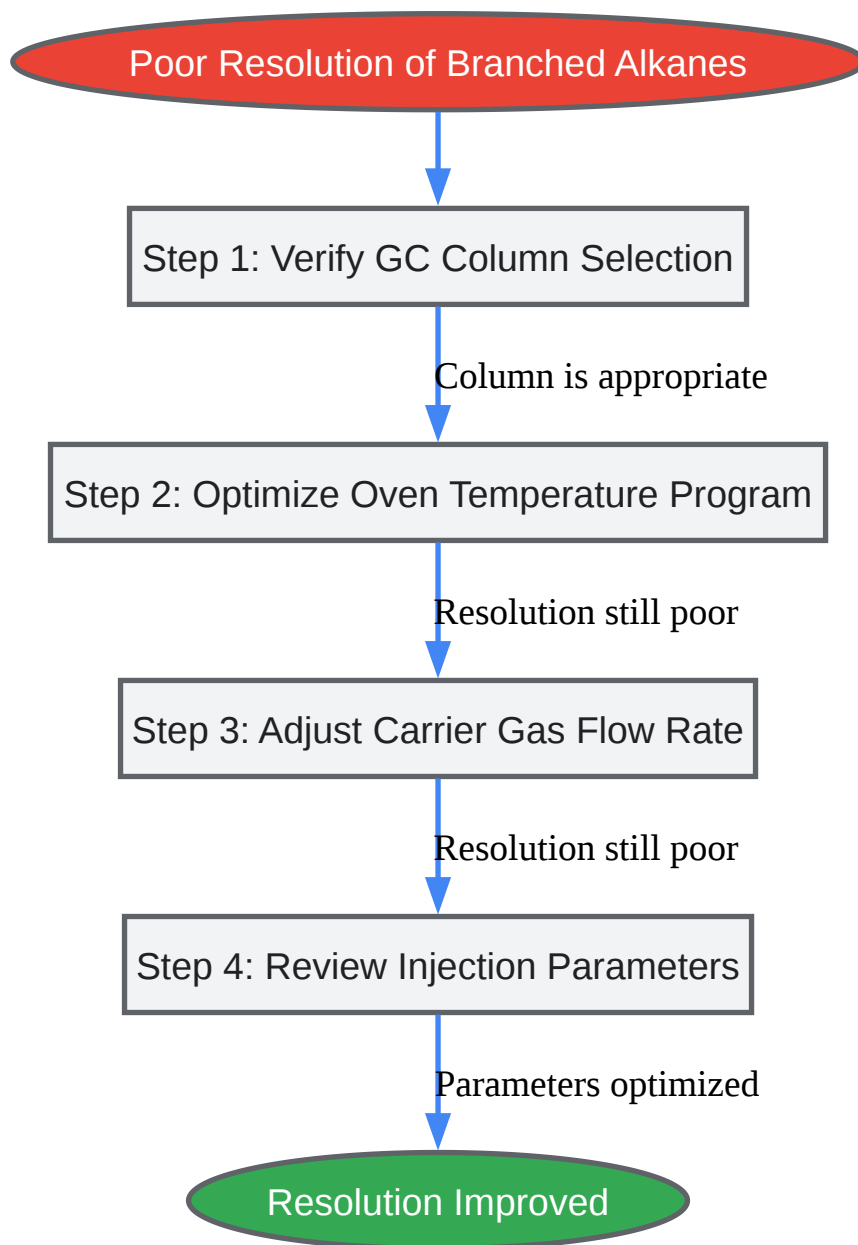 Poor Resolution of Branched Alkanes
Step 1: Verify GC Column Selection
Column is appropriate
Step 2: Optimize Oven Temperature Program
Resolution still poor
Step 3: Adjust Carrier Gas Flow Rate
Resolution still poor
Step 4: Review Injection Parameters
Parameters optimized
Resolution Improved